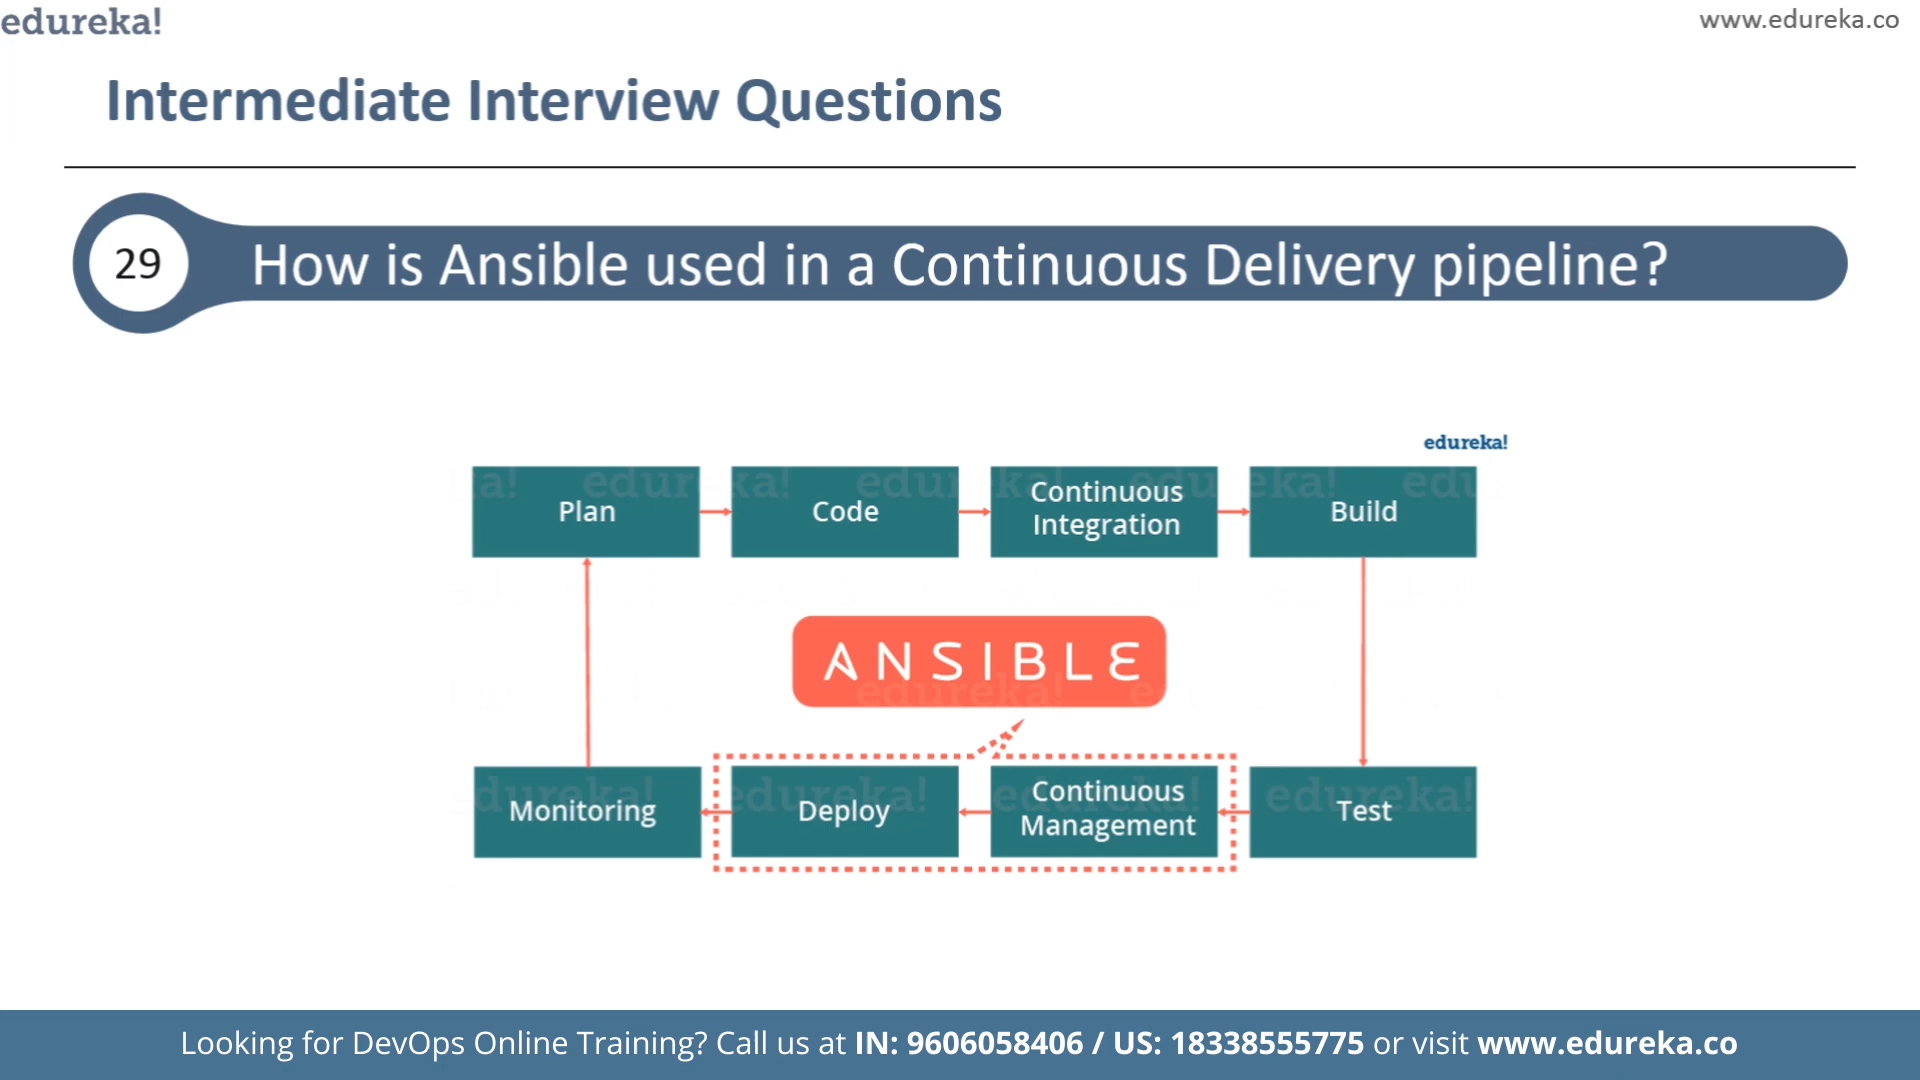 edureka!
www.edureka.co
Intermediate Interview Questions
29
How is Ansible used in a Continuous Delivery pipeline?
edureka!
Plan
Code
Continuous
Integration
Build
ANSIBLE
Monitoring
Deploy
Continuous
Management
Test
Looking for DevOps Online Training? Call us at IN: 9606058406 / US: 18338555775 or visit www.edureka.co